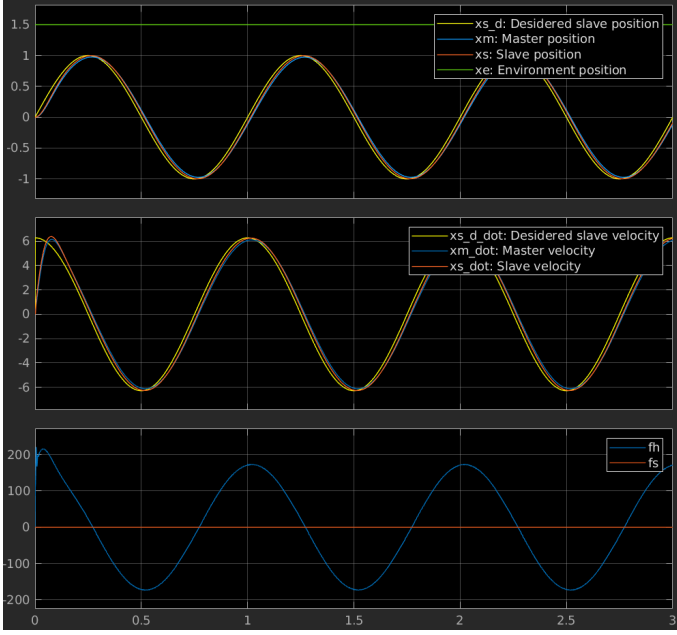 1.5
1
0.5
0
-0.5
-1
xs_d: Desidered slave position
xm: Master position
xs: Slave position
xe: Environment position
6
4
2
0
-2
-4
-6
xs_d_dot: Desidered slave velocity
xm_dot: Master velocity
xs_dot: Slave velocity
200
100
0
-100
-200
fh
fs
0
0.5
1
1.5
2
2.5
3